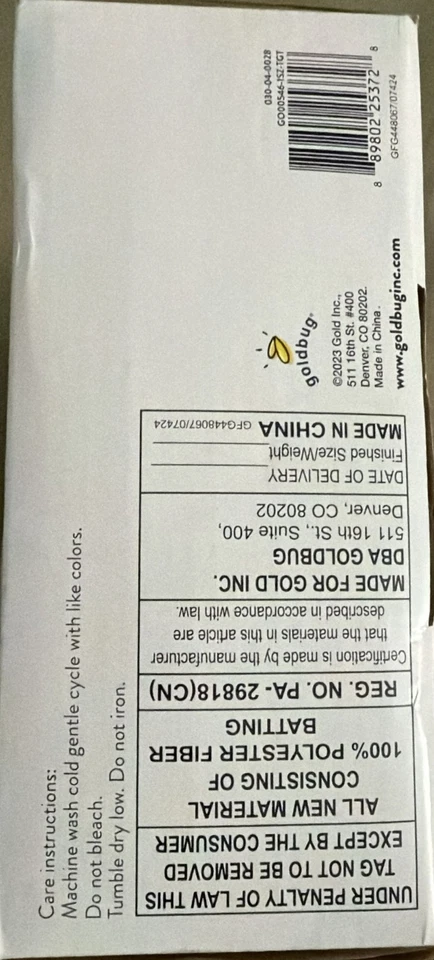 Care instructions:
Machine wash cold gentle cycle with like colors.
Do not bleach.
Tumble dry low. Do not iron.
UNDER PENALTY OF LAW THIS
TAG NOT TO BE REMOVED
EXCEPT BY THE CONSUMER
ALL NEW MATERIAL
CONSISTING OF
100% POLYESTER FIBER
BATTING
REG. NO. PA- 29818(CN)
Certification is made by the manufacturer
that the materials in this article are
described in accordance with law.
MADE FOR GOLD INC.
DBA GOLDBUG
511 16th St., Suite 400,
Denver, CO 80202
DATE OF DELIVERY
Finished Size/Weight
MADE IN CHINA GFG448067/07424
goldbug®
©2023 Gold Inc.,
511 16th St. #400
Denver, CO 80202.
Made in China.
www.goldbuginc.com
030-04-0028
GO00546-1SZ-TGT
8 89802 25372 8
GFG448067/07424